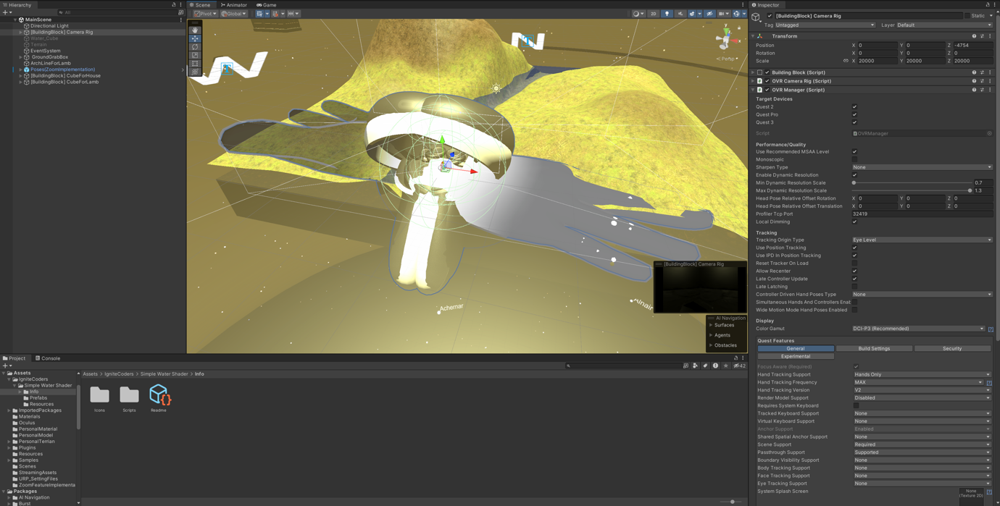 Hierarchy
All
MainScene
Directional Light
[BuildingBlock] Camera Rig
Water_Cube
Terrain
EventSystem
GroundGrabBox
ArchLineForLamb
Poses(ZoomImplementation)
[BuildingBlock] CubeForHouse
[BuildingBlock] CubeForLamb
Scene Animator Game
Pivot Global 2D
y
x
< Persp
Achernar
Alnair
[BuildingBlock] Camera Rig
AI Navigation
Surfaces
Agents
Obstacles
Project Console
42
Assets
IgniteCoders
Simple Water Shader
Info
Prefabs
Resources
ImportedPackages
Materials
Oculus
PersonalMaterial
PersonalModel
PersonalTerrian
Plugins
Resources
Samples
Scenes
StreamingAssets
URP_SettingFiles
ZoomFeatureImplementa
Packages
AI Navigation
Burst
Assets > IgniteCoders > Simple Water Shader > Info
Icons Scripts Readme
Inspector
[BuildingBlock] Camera Rig Static
Tag Untagged Layer Default
Transform
Position X 0 Y 0 Z -4754
Rotation X 0 Y 0 Z 0
Scale X 20000 Y 20000 Z 20000
Building Block (Script)
OVR Camera Rig (Script)
OVR Manager (Script)
Target Devices
Quest 2
Quest Pro
Quest 3
Script OVRManager
Performance/Quality
Use Recommended MSAA Level
Monoscopic
Sharpen Type None
Enable Dynamic Resolution
Min Dynamic Resolution Scale 0.7
Max Dynamic Resolution Scale 1.3
Head Pose Relative Offset Rotation X 0 Y 0 Z 0
Head Pose Relative Offset Translation X 0 Y 0 Z 0
Profiler Tcp Port 32419
Local Dimming
Tracking
Tracking Origin Type Eye Level
Use Position Tracking
Use IPD In Position Tracking
Reset Tracker On Load
Allow Recenter
Late Controller Update
Late Latching
Controller Driven Hand Poses Type None
Simultaneous Hands And Controllers Enat
Wide Motion Mode Hand Poses Enabled
Display
Color Gamut DCI-P3 (Recommended) [?]
Quest Features
General Build Settings Security
Experimental
Focus Aware (Required)
Hand Tracking Support Hands Only
Hand Tracking Frequency MAX [?]
Hand Tracking Version V2
Render Model Support Disabled
Requires System Keyboard
Tracked Keyboard Support None
Virtual Keyboard Support None
Anchor Support Enabled
Shared Spatial Anchor Support None
Scene Support Required
Passthrough Support Supported
Boundary Visibility Support None
Body Tracking Support None
Face Tracking Support None
Eye Tracking Support None
System Splash Screen None [?]
(Texture 2D)